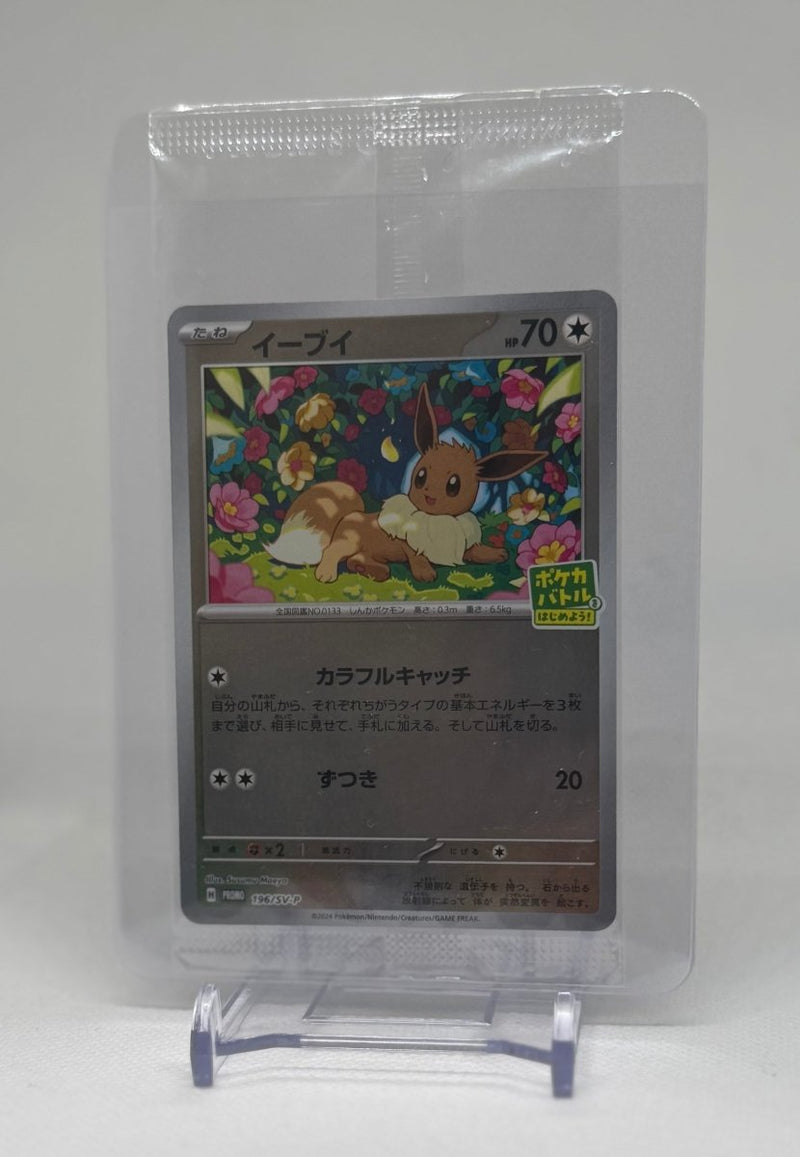 たね イーブイ HP 70
ポケカ
バトル
はじめよう!
全国図鑑NO.0133 しんかポケモン 高さ:0.3m 重さ:6.5kg
カラフルキャッチ
自分の山札から、それぞれちがうタイプの基本エネルギーを3枚
まで選び、相手に見せて、手札に加える。そして山札を切る。
ずつき 20
弱点 ×2 抵抗力 にげる
Illus. Susumu Maeya
H PROMO 196/SV-P
不規則な 遺伝子を 持つ。 石から出る
放射線によって 体が 突然変異を 起こす。
©2024 Pokémon/Nintendo/Creatures/GAME FREAK.